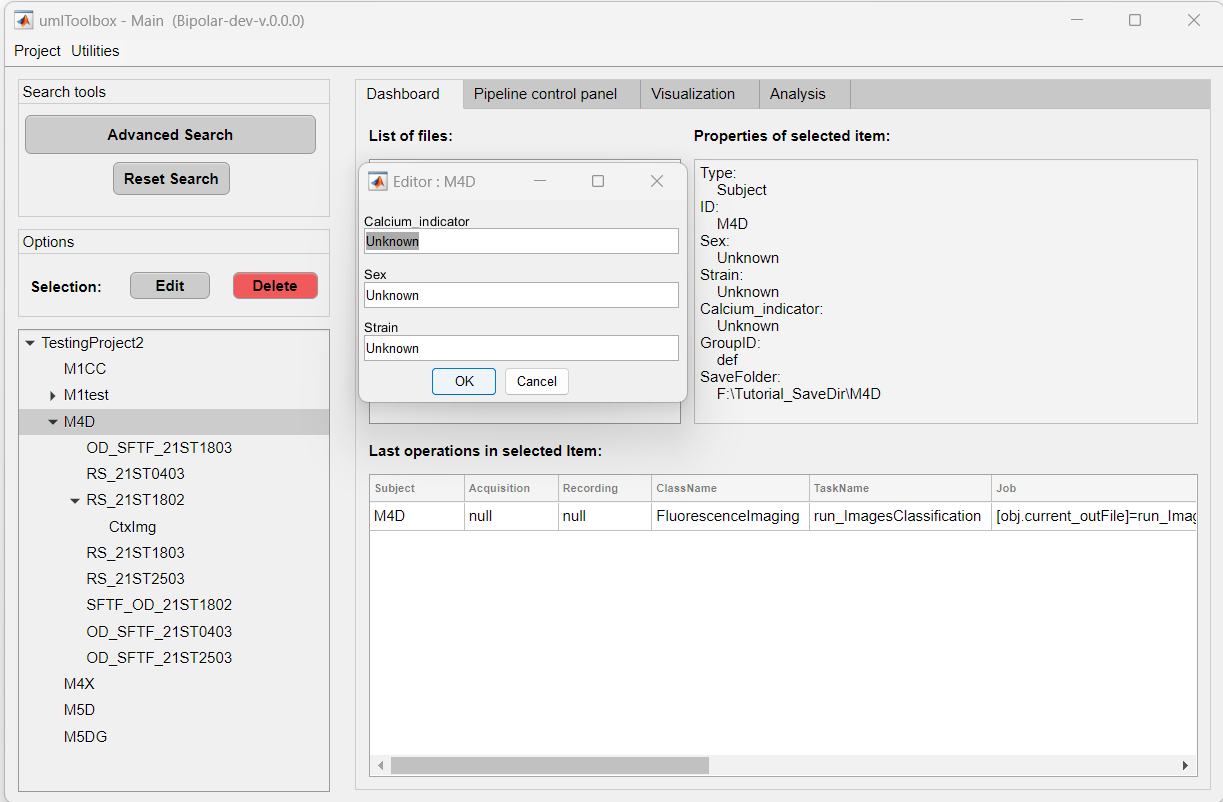 umIToolbox - Main  (Bipolar-dev-v.0.0.0)
Project  Utilities
Search tools
Advanced Search
Reset Search
Options
Selection:
Edit
Delete
TestingProject2
M1CC
M1test
M4D
OD_SFTF_21ST1803
RS_21ST0403
RS_21ST1802
CtxImg
RS_21ST1803
RS_21ST2503
SFTF_OD_21ST1802
OD_SFTF_21ST0403
OD_SFTF_21ST2503
M4X
M5D
M5DG
Dashboard
Pipeline control panel
Visualization
Analysis
List of files:
Editor : M4D
Calcium_indicator
Unknown
Sex
Unknown
Strain
Unknown
OK
Cancel
Properties of selected item:
Type:
Subject
ID:
M4D
Sex:
Unknown
Strain:
Unknown
Calcium_indicator:
Unknown
GroupID:
def
SaveFolder:
F:\Tutorial_SaveDir\M4D
Last operations in selected Item:
Subject Acquisition Recording ClassName TaskName Job
M4D null null FluorescenceImaging run_ImagesClassification [obj.current_outFile]=run_Imag